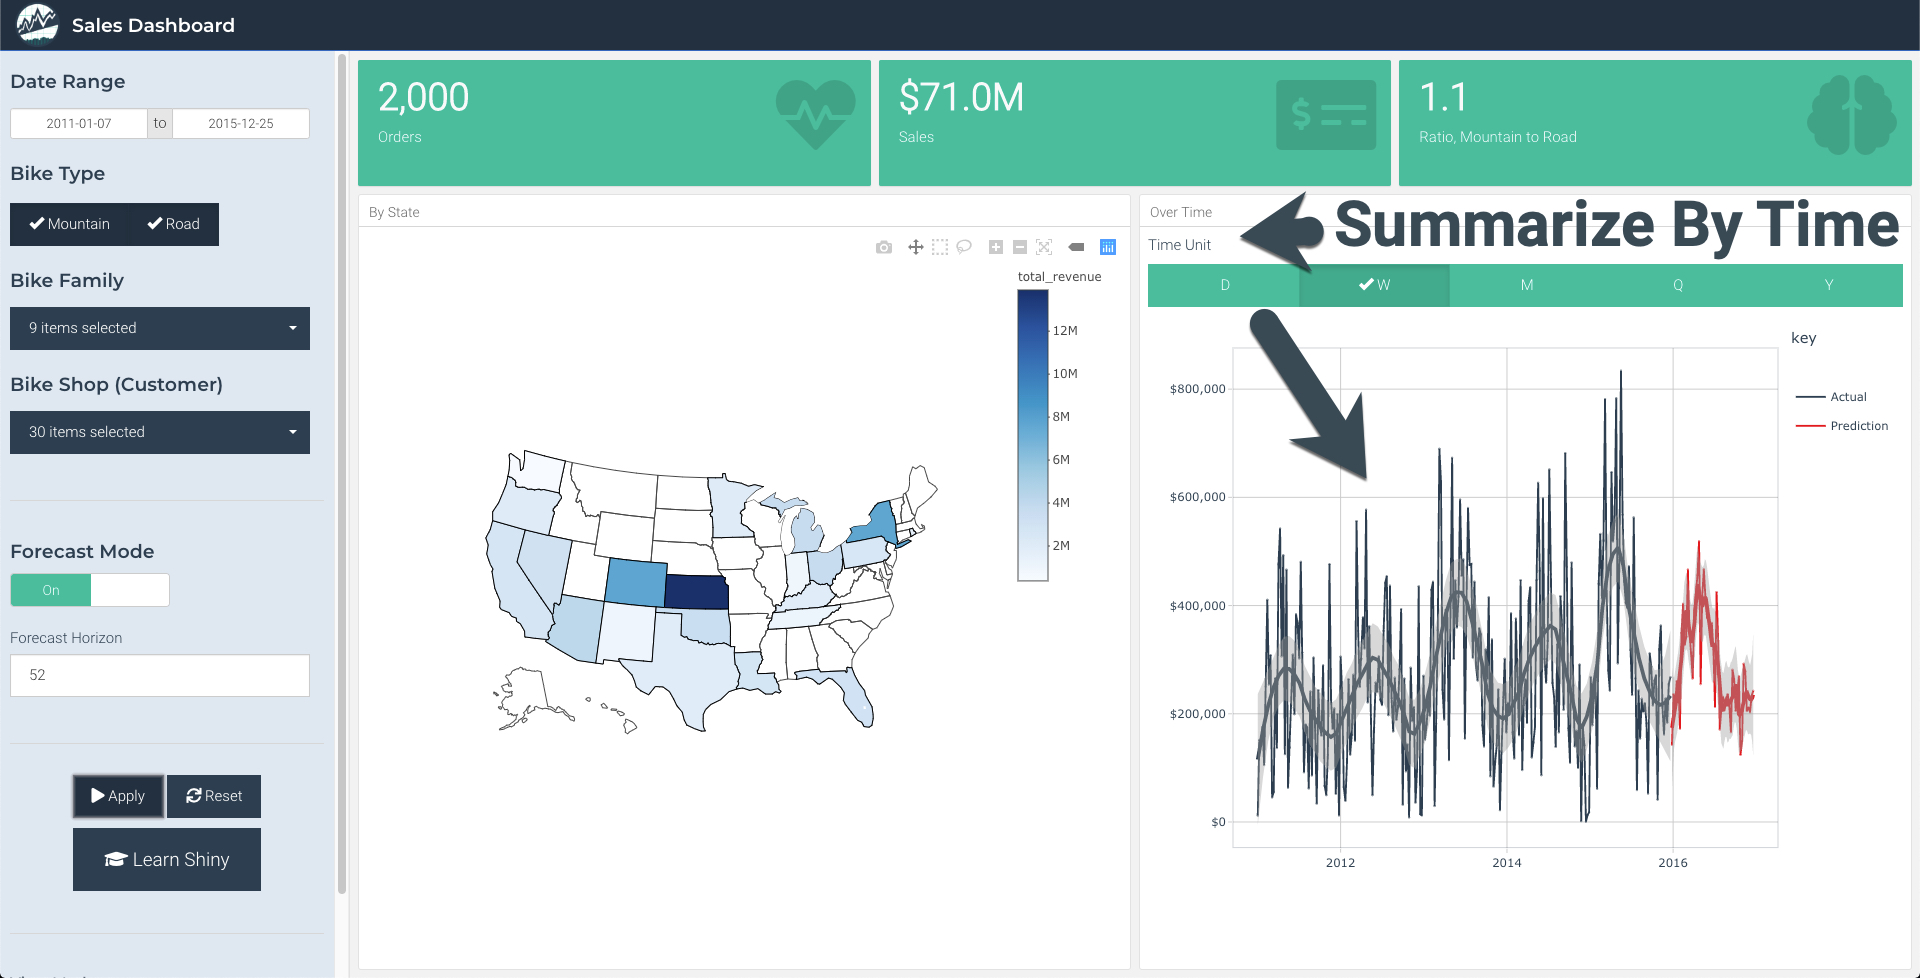 Sales Dashboard
Date Range
2011-01-07 to 2015-12-25
Bike Type
Mountain Road
Bike Family
9 items selected
Bike Shop (Customer)
30 items selected
Forecast Mode
On
Forecast Horizon
52
Apply Reset
Learn Shiny
2,000
Orders
$71.0M
Sales
1.1
Ratio, Mountain to Road
By State
total_revenue
12M
10M
8M
6M
4M
2M
Over Time
Summarize By Time
Time Unit
D W M Q Y
key
Actual
Prediction
$800,000
$600,000
$400,000
$200,000
$0
2012 2014 2016